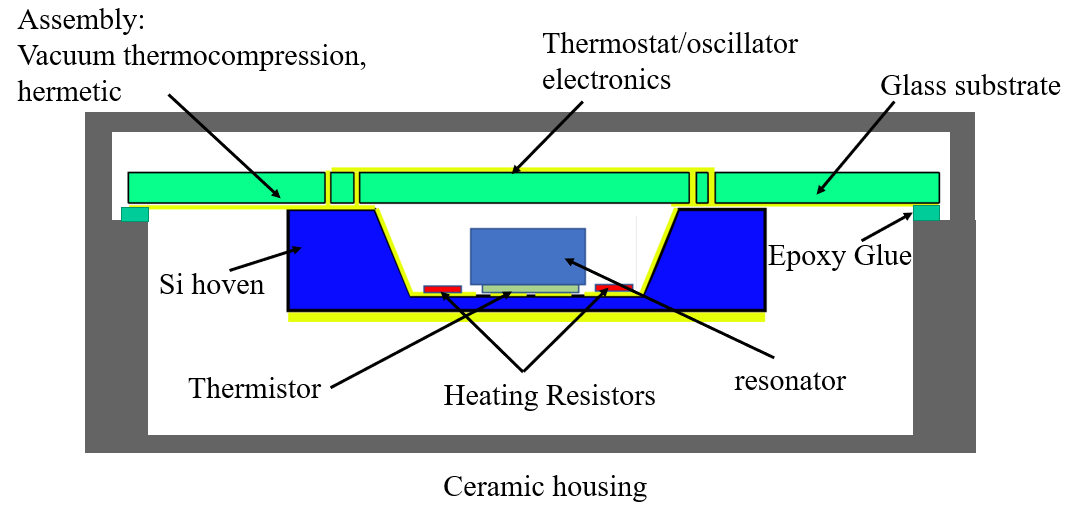 Assembly:
Vacuum thermocompression,
hermetic
Thermostat/oscillator
electronics
Glass substrate
Si hoven
Epoxy Glue
Thermistor
Heating Resistors
resonator
Ceramic housing